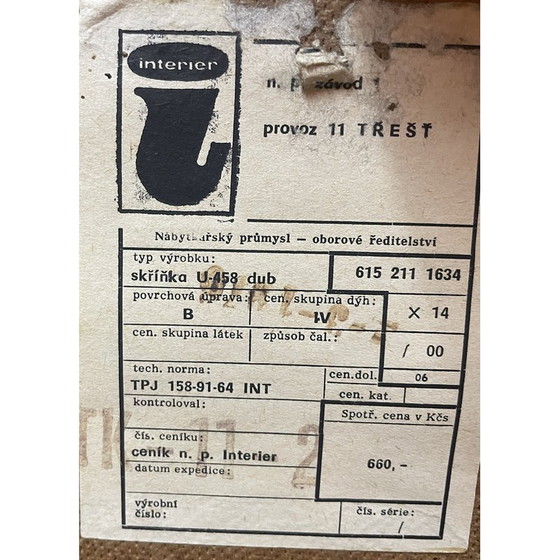 interier
n. p. závod
provoz 11 TŘEŠŤ
Nábytkářský průmysl — oborové ředitelství
typ výrobku:
skříňka U-458 dub
615 211 1634
povrchová úprava:
cen. skupina dýh:
B
IV
X 14
cen. skupina látek
způsob čal.:
/ 00
tech. norma:
cen.dol.
06
TPJ 158-91-64 INT
cen. kat.
kontroloval:
Spotř. cena v Kčs
čís. ceníku:
ceník n. p. Interier
660,-
datum expedice:
výrobní
číslo:
čís. série:
/